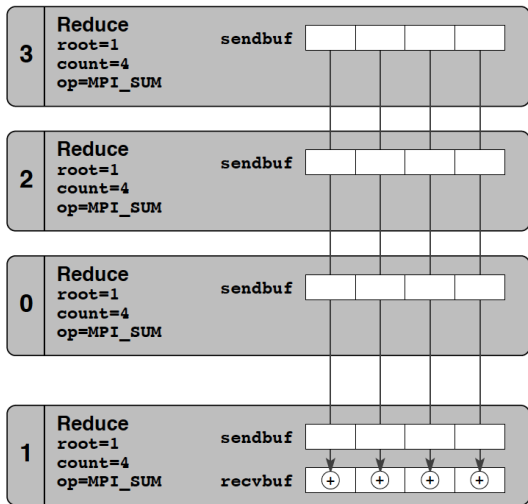 3
Reduce
root=1
count=4
op=MPI_SUM
sendbuf
2
Reduce
root=1
count=4
op=MPI_SUM
sendbuf
0
Reduce
root=1
count=4
op=MPI_SUM
sendbuf
1
Reduce
root=1
count=4
op=MPI_SUM
sendbuf
recvbuf + + + +